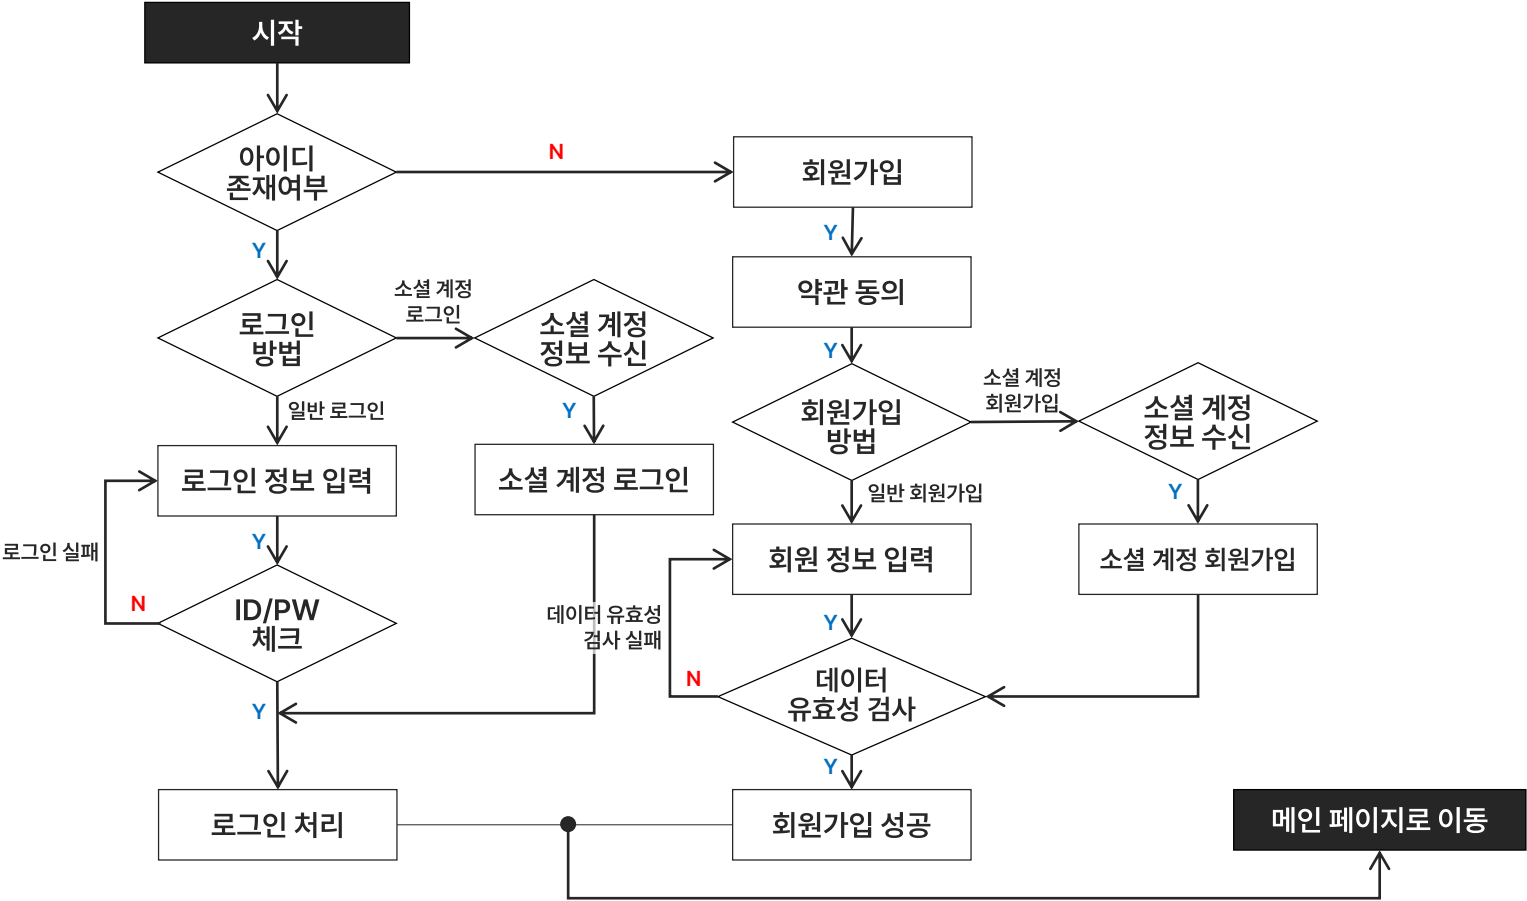 시작
아이디
존재여부
N
회원가입
Y
Y
약관 동의
로그인
방법
소셜 계정
로그인
소셜 계정
정보 수신
Y
일반 로그인
Y
회원가입
방법
소셜 계정
회원가입
소셜 계정
정보 수신
로그인 정보 입력
소셜 계정 로그인
일반 회원가입
Y
로그인 실패
Y
회원 정보 입력
소셜 계정 회원가입
N
ID/PW
체크
데이터 유효성
검사 실패
Y
N
데이터
유효성 검사
Y
Y
로그인 처리
회원가입 성공
메인 페이지로 이동